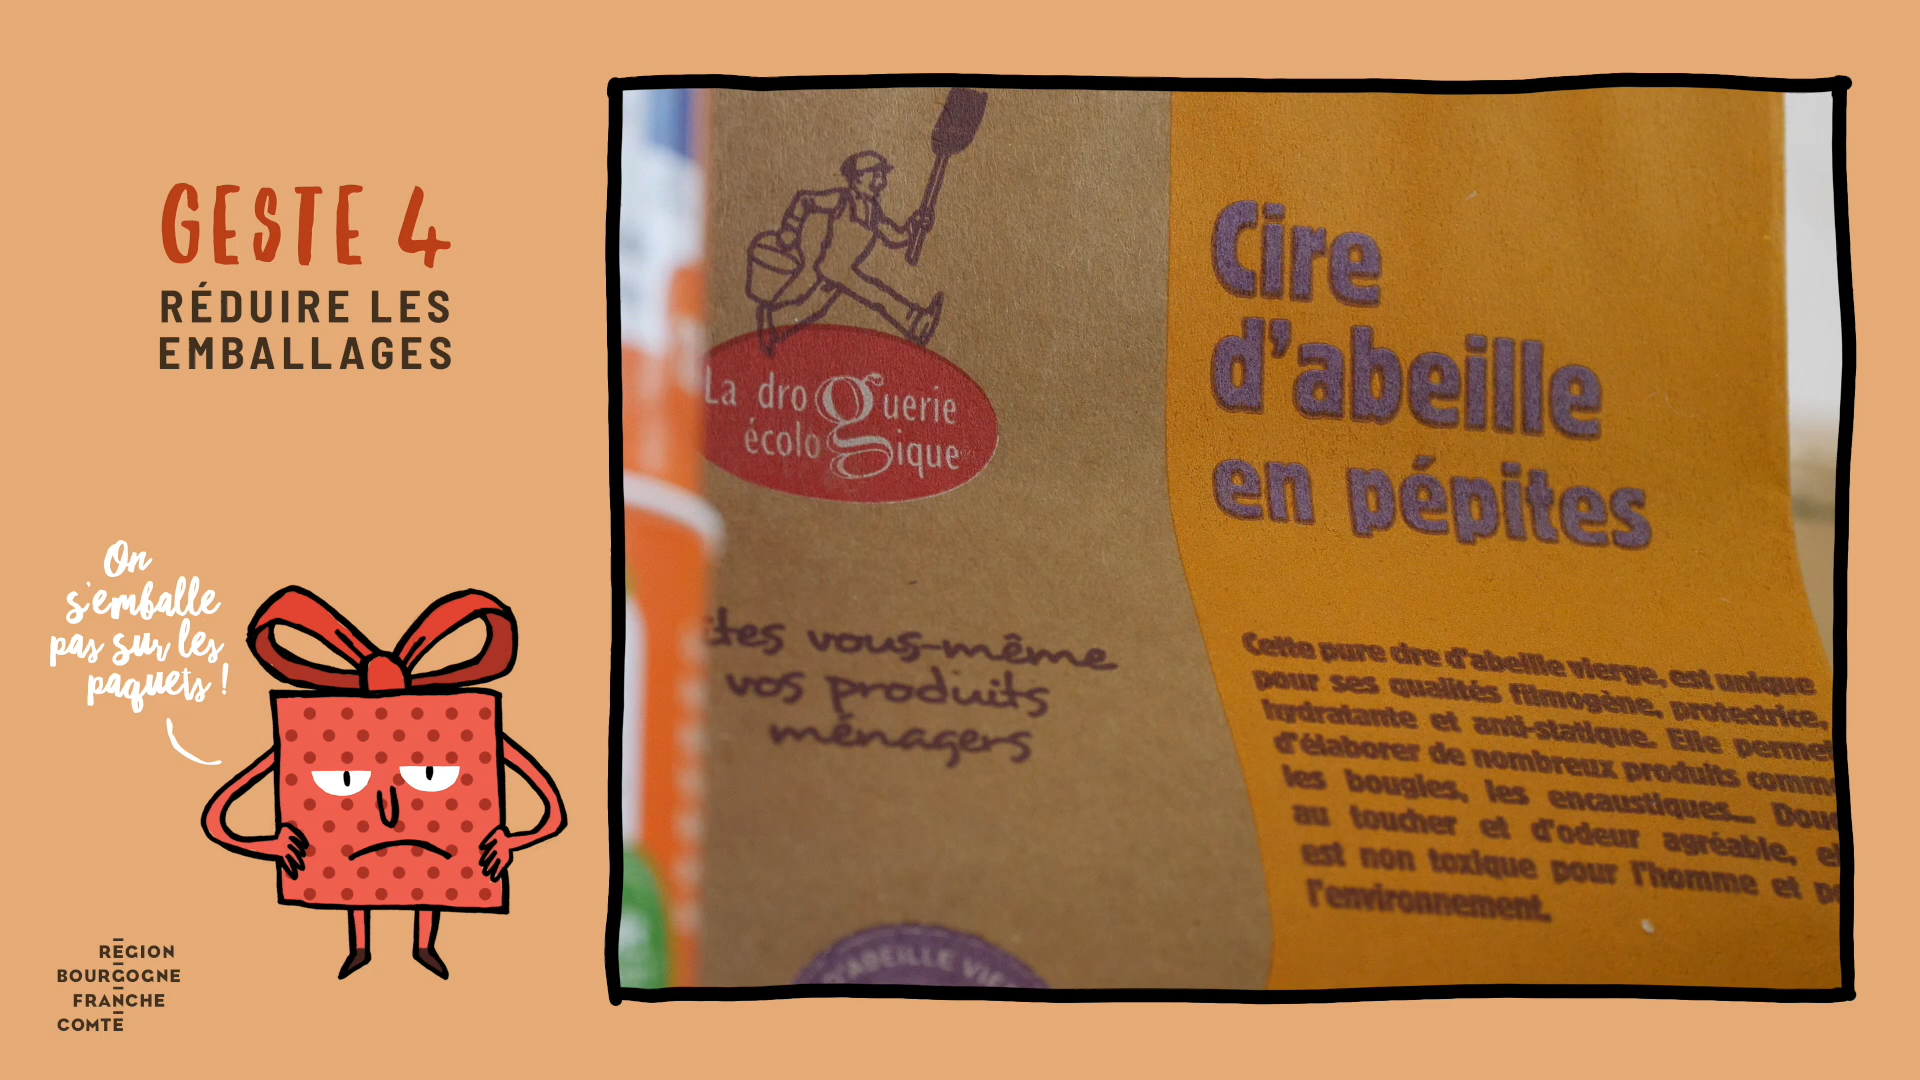 GESTE 4
RÉDUIRE LES
EMBALLAGES
On
s'emballe
pas sur les
paquets !
RÉGION
BOURGOGNE
FRANCHE
COMTÉ
La droguerie
écologique
vous-même
vos produits
ménagers
D'ABEILLE
Cire
d'abeille
en pépites
Cette pure cire d'abeille vierge, est unique
pour ses qualités filmogène, protectrice,
hydratante et anti-statique. Elle permet
d'élaborer de nombreux produits comme
les bougies, les encaustiques...
au toucher et d'odeur agréable,
est non toxique pour l'homme et
l'environnement.